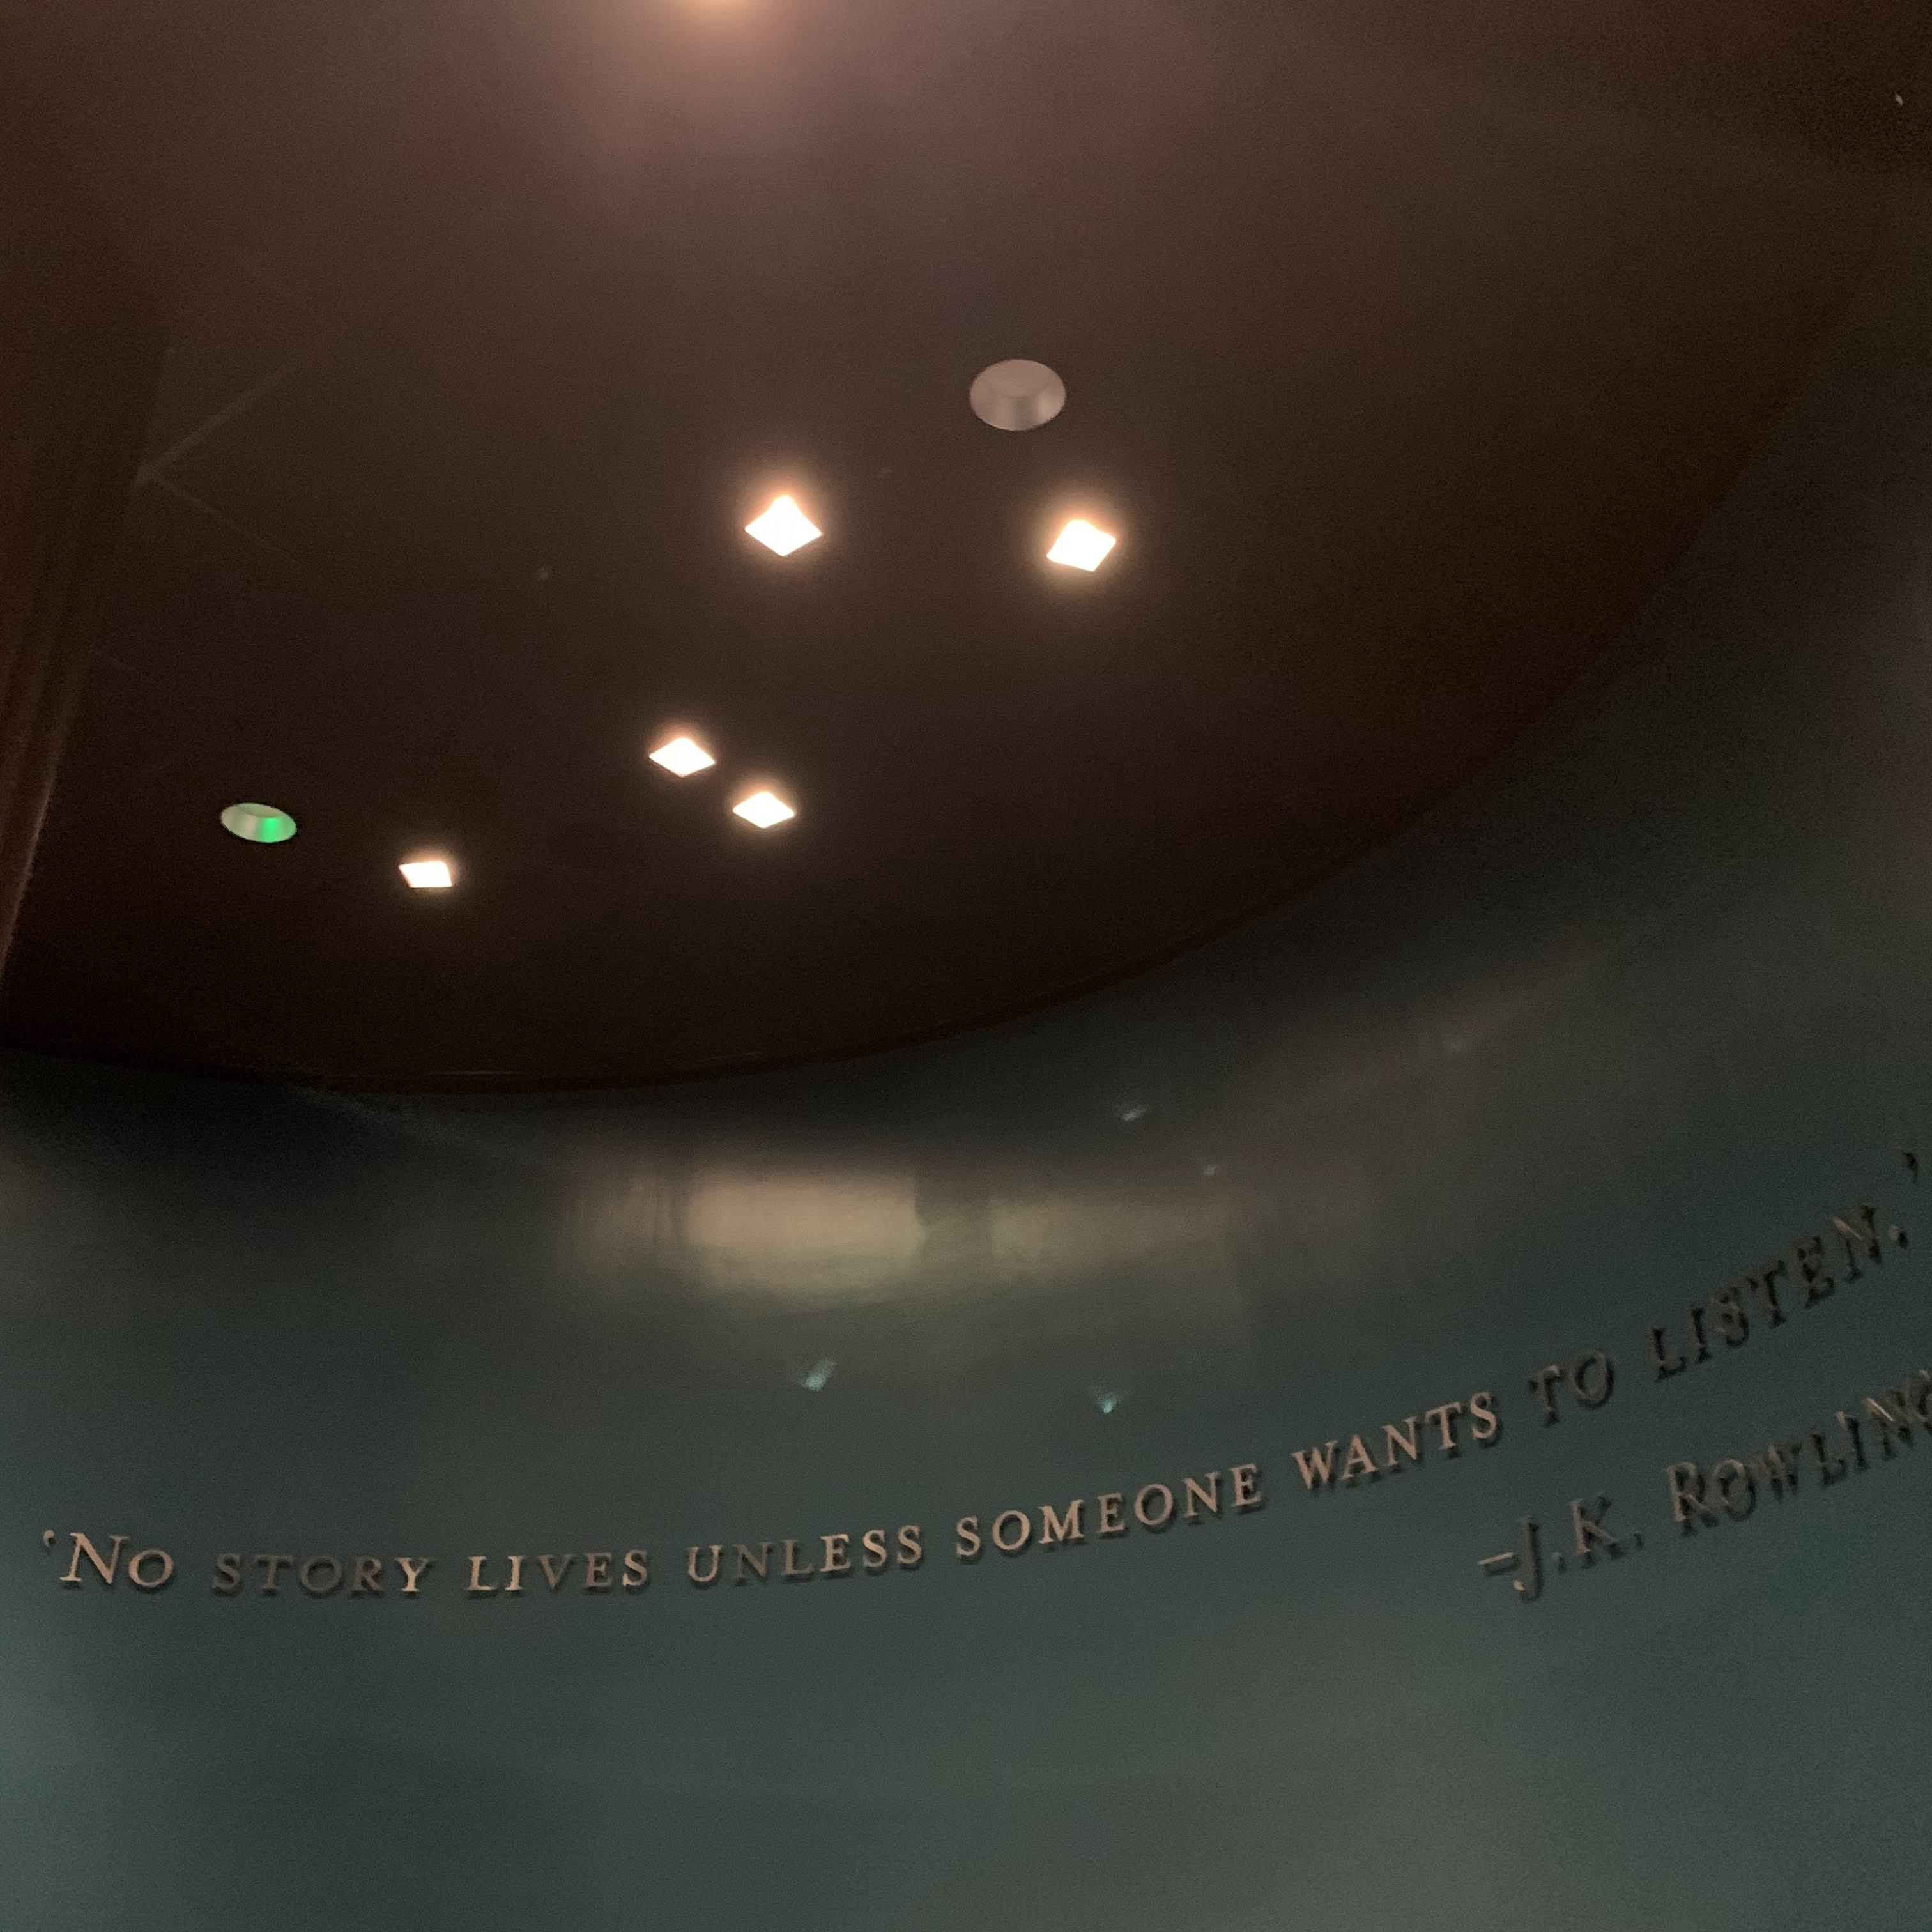 ‘No story lives unless someone wants to listen.’
–J.K. Rowling